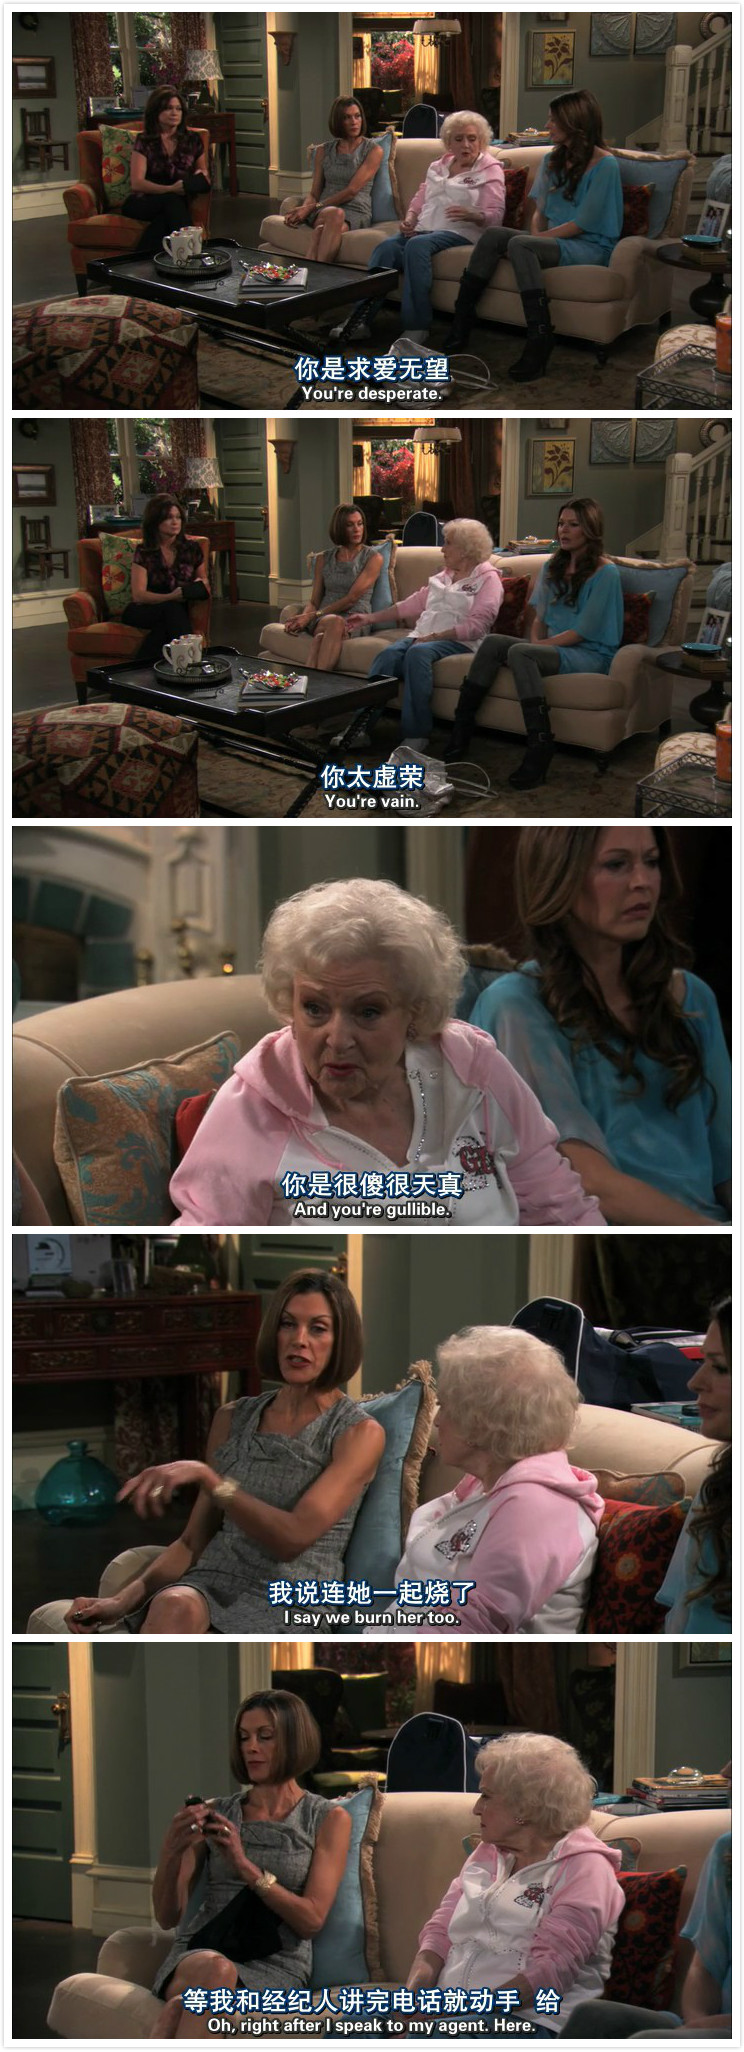 你是求爱无望
You're desperate.
你太虚荣
You're vain.
你是很傻很天真
And you're gullible.
我说连她一起烧了
I say we burn her too.
等我和经纪人讲完电话就动手 给
Oh, right after I speak to my agent. Here.